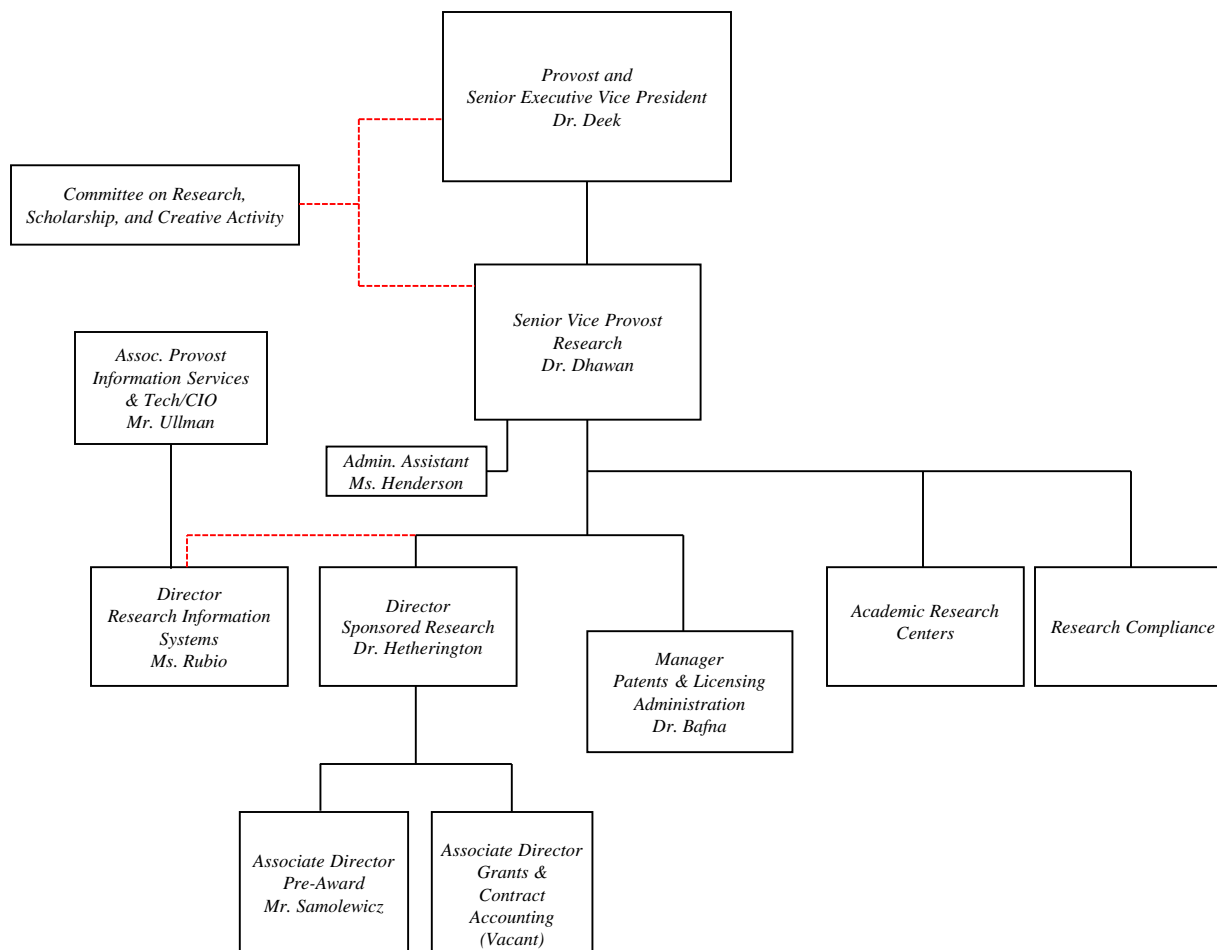 Provost and
Senior Executive Vice President
Dr. Deek
Committee on Research,
Scholarship, and Creative Activity
Senior Vice Provost
Research
Dr. Dhawan
Assoc. Provost
Information Services
& Tech/CIO
Mr. Ullman
Admin. Assistant
Ms. Henderson
Director
Research Information
Systems
Ms. Rubio
Director
Sponsored Research
Dr. Hetherington
Manager
Patents & Licensing
Administration
Dr. Bafna
Academic Research
Centers
Research Compliance
Associate Director
Pre-Award
Mr. Samolewicz
Associate Director
Grants &
Contract
Accounting
(Vacant)